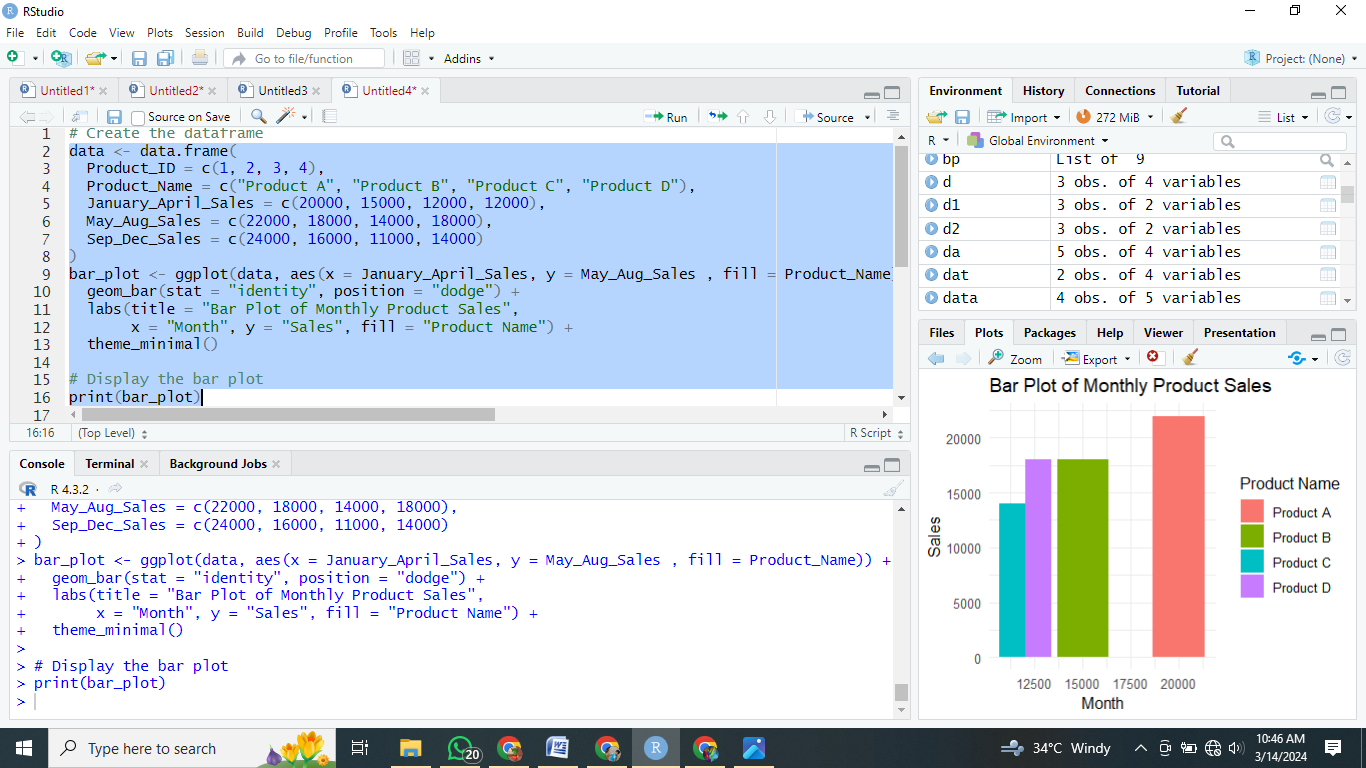 RStudio
File Edit Code View Plots Session Build Debug Profile Tools Help
Go to file/function Addins Project: (None)
Untitled1* Untitled2* Untitled3 Untitled4*
Source on Save Run Source
1 # Create the dataframe
2 data <- data.frame(
3 Product_ID = c(1, 2, 3, 4),
4 Product_Name = c("Product A", "Product B", "Product C", "Product D"),
5 January_April_Sales = c(20000, 15000, 12000, 12000),
6 May_Aug_Sales = c(22000, 18000, 14000, 18000),
7 Sep_Dec_Sales = c(24000, 16000, 11000, 14000)
8 )
9 bar_plot <- ggplot(data, aes(x = January_April_Sales, y = May_Aug_Sales , fill = Product_Name
10 geom_bar(stat = "identity", position = "dodge") +
11 labs(title = "Bar Plot of Monthly Product Sales",
12 x = "Month", y = "Sales", fill = "Product Name") +
13 theme_minimal()
14
15 # Display the bar plot
16 print(bar_plot)
17
16:16 (Top Level) R Script
Console Terminal Background Jobs
R R 4.3.2 ·
+ May_Aug_Sales = c(22000, 18000, 14000, 18000),
+ Sep_Dec_Sales = c(24000, 16000, 11000, 14000)
+ )
> bar_plot <- ggplot(data, aes(x = January_April_Sales, y = May_Aug_Sales , fill = Product_Name)) +
+ geom_bar(stat = "identity", position = "dodge") +
+ labs(title = "Bar Plot of Monthly Product Sales",
+ x = "Month", y = "Sales", fill = "Product Name") +
+ theme_minimal()
>
> # Display the bar plot
> print(bar_plot)
>
Environment History Connections Tutorial
Import 272 MiB List
R Global Environment
bp List of 9
d 3 obs. of 4 variables
d1 3 obs. of 2 variables
d2 3 obs. of 2 variables
da 5 obs. of 4 variables
dat 2 obs. of 4 variables
data 4 obs. of 5 variables
Files Plots Packages Help Viewer Presentation
Zoom Export
Bar Plot of Monthly Product Sales
20000
15000
10000
5000
0
Sales
12500 15000 17500 20000
Month
Product Name
Product A
Product B
Product C
Product D
Type here to search 20 34°C Windy 10:46 AM
3/14/2024